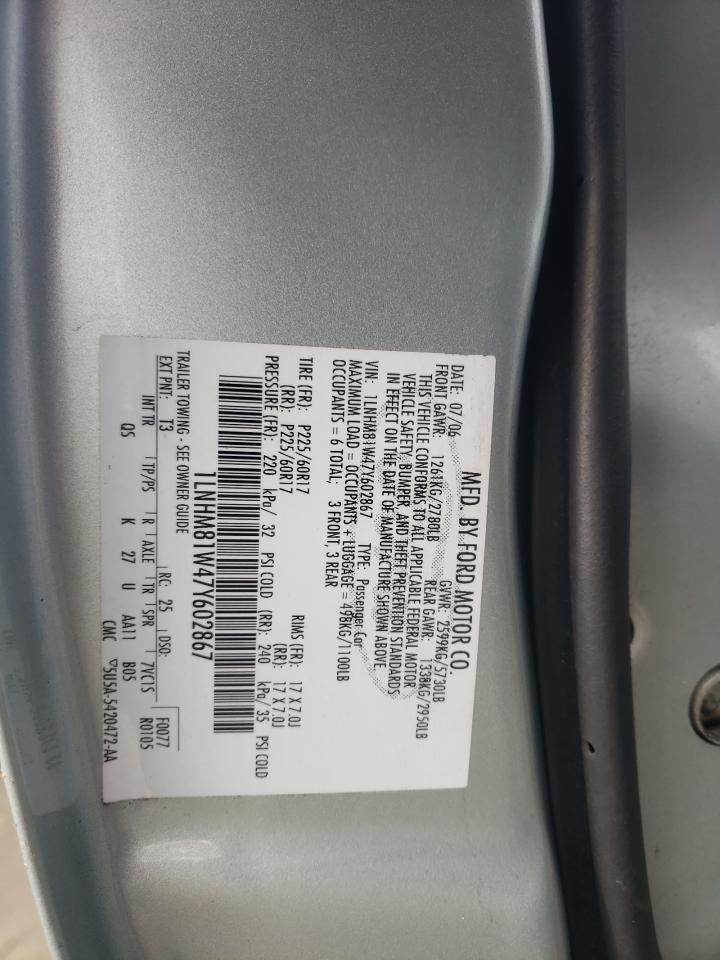 MFD. BY FORD MOTOR CO.
DATE: 07/06 GVWR: 2599KG/5730LB
FRONT GAWR: 1261KG/2780LB REAR GAWR: 1338KG/2950LB
THIS VEHICLE CONFORMS TO ALL APPLICABLE FEDERAL MOTOR
VEHICLE SAFETY, BUMPER, AND THEFT PREVENTION STANDARDS
IN EFFECT ON THE DATE OF MANUFACTURE SHOWN ABOVE.
VIN: 1LNHM81W47Y602867 TYPE: Passenger Car
MAXIMUM LOAD = OCCUPANTS + LUGGAGE = 498KG/1100LB
OCCUPANTS = 6 TOTAL; 3 FRONT, 3 REAR
TIRE (FR): P225/60R17 RIMS (FR): 17 X 7.0J
(RR): P225/60R17 (RR): 17 X 7.0J
PRESSURE (FR): 220 kPa/ 32 PSI COLD (RR): 240 kPa/35 PSI COLD
1LNHM81W47Y602867
TRAILER TOWING - SEE OWNER GUIDE
EXT PNT: T3 RC: 25 DSO: F0077
R0105
INT TR TP/PS R AXLE TR SPR 7VC1S
QS K 27 U AA11 B05
CMC 5U5A-5420472-AA